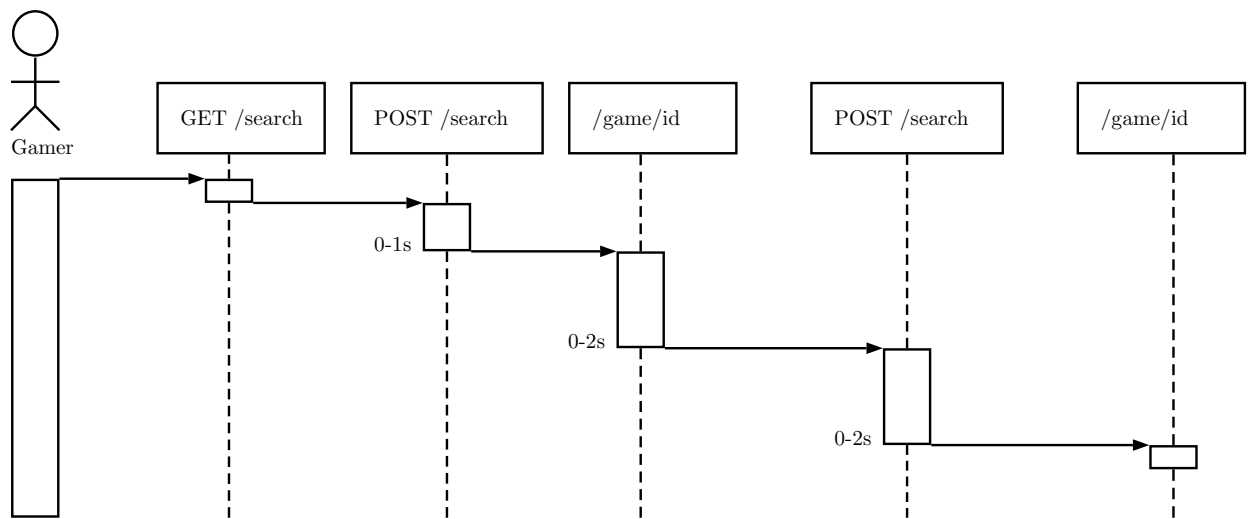 GET /search
POST /search
/game/id
POST /search
/game/id
Gamer
0-1s
0-2s
0-2s